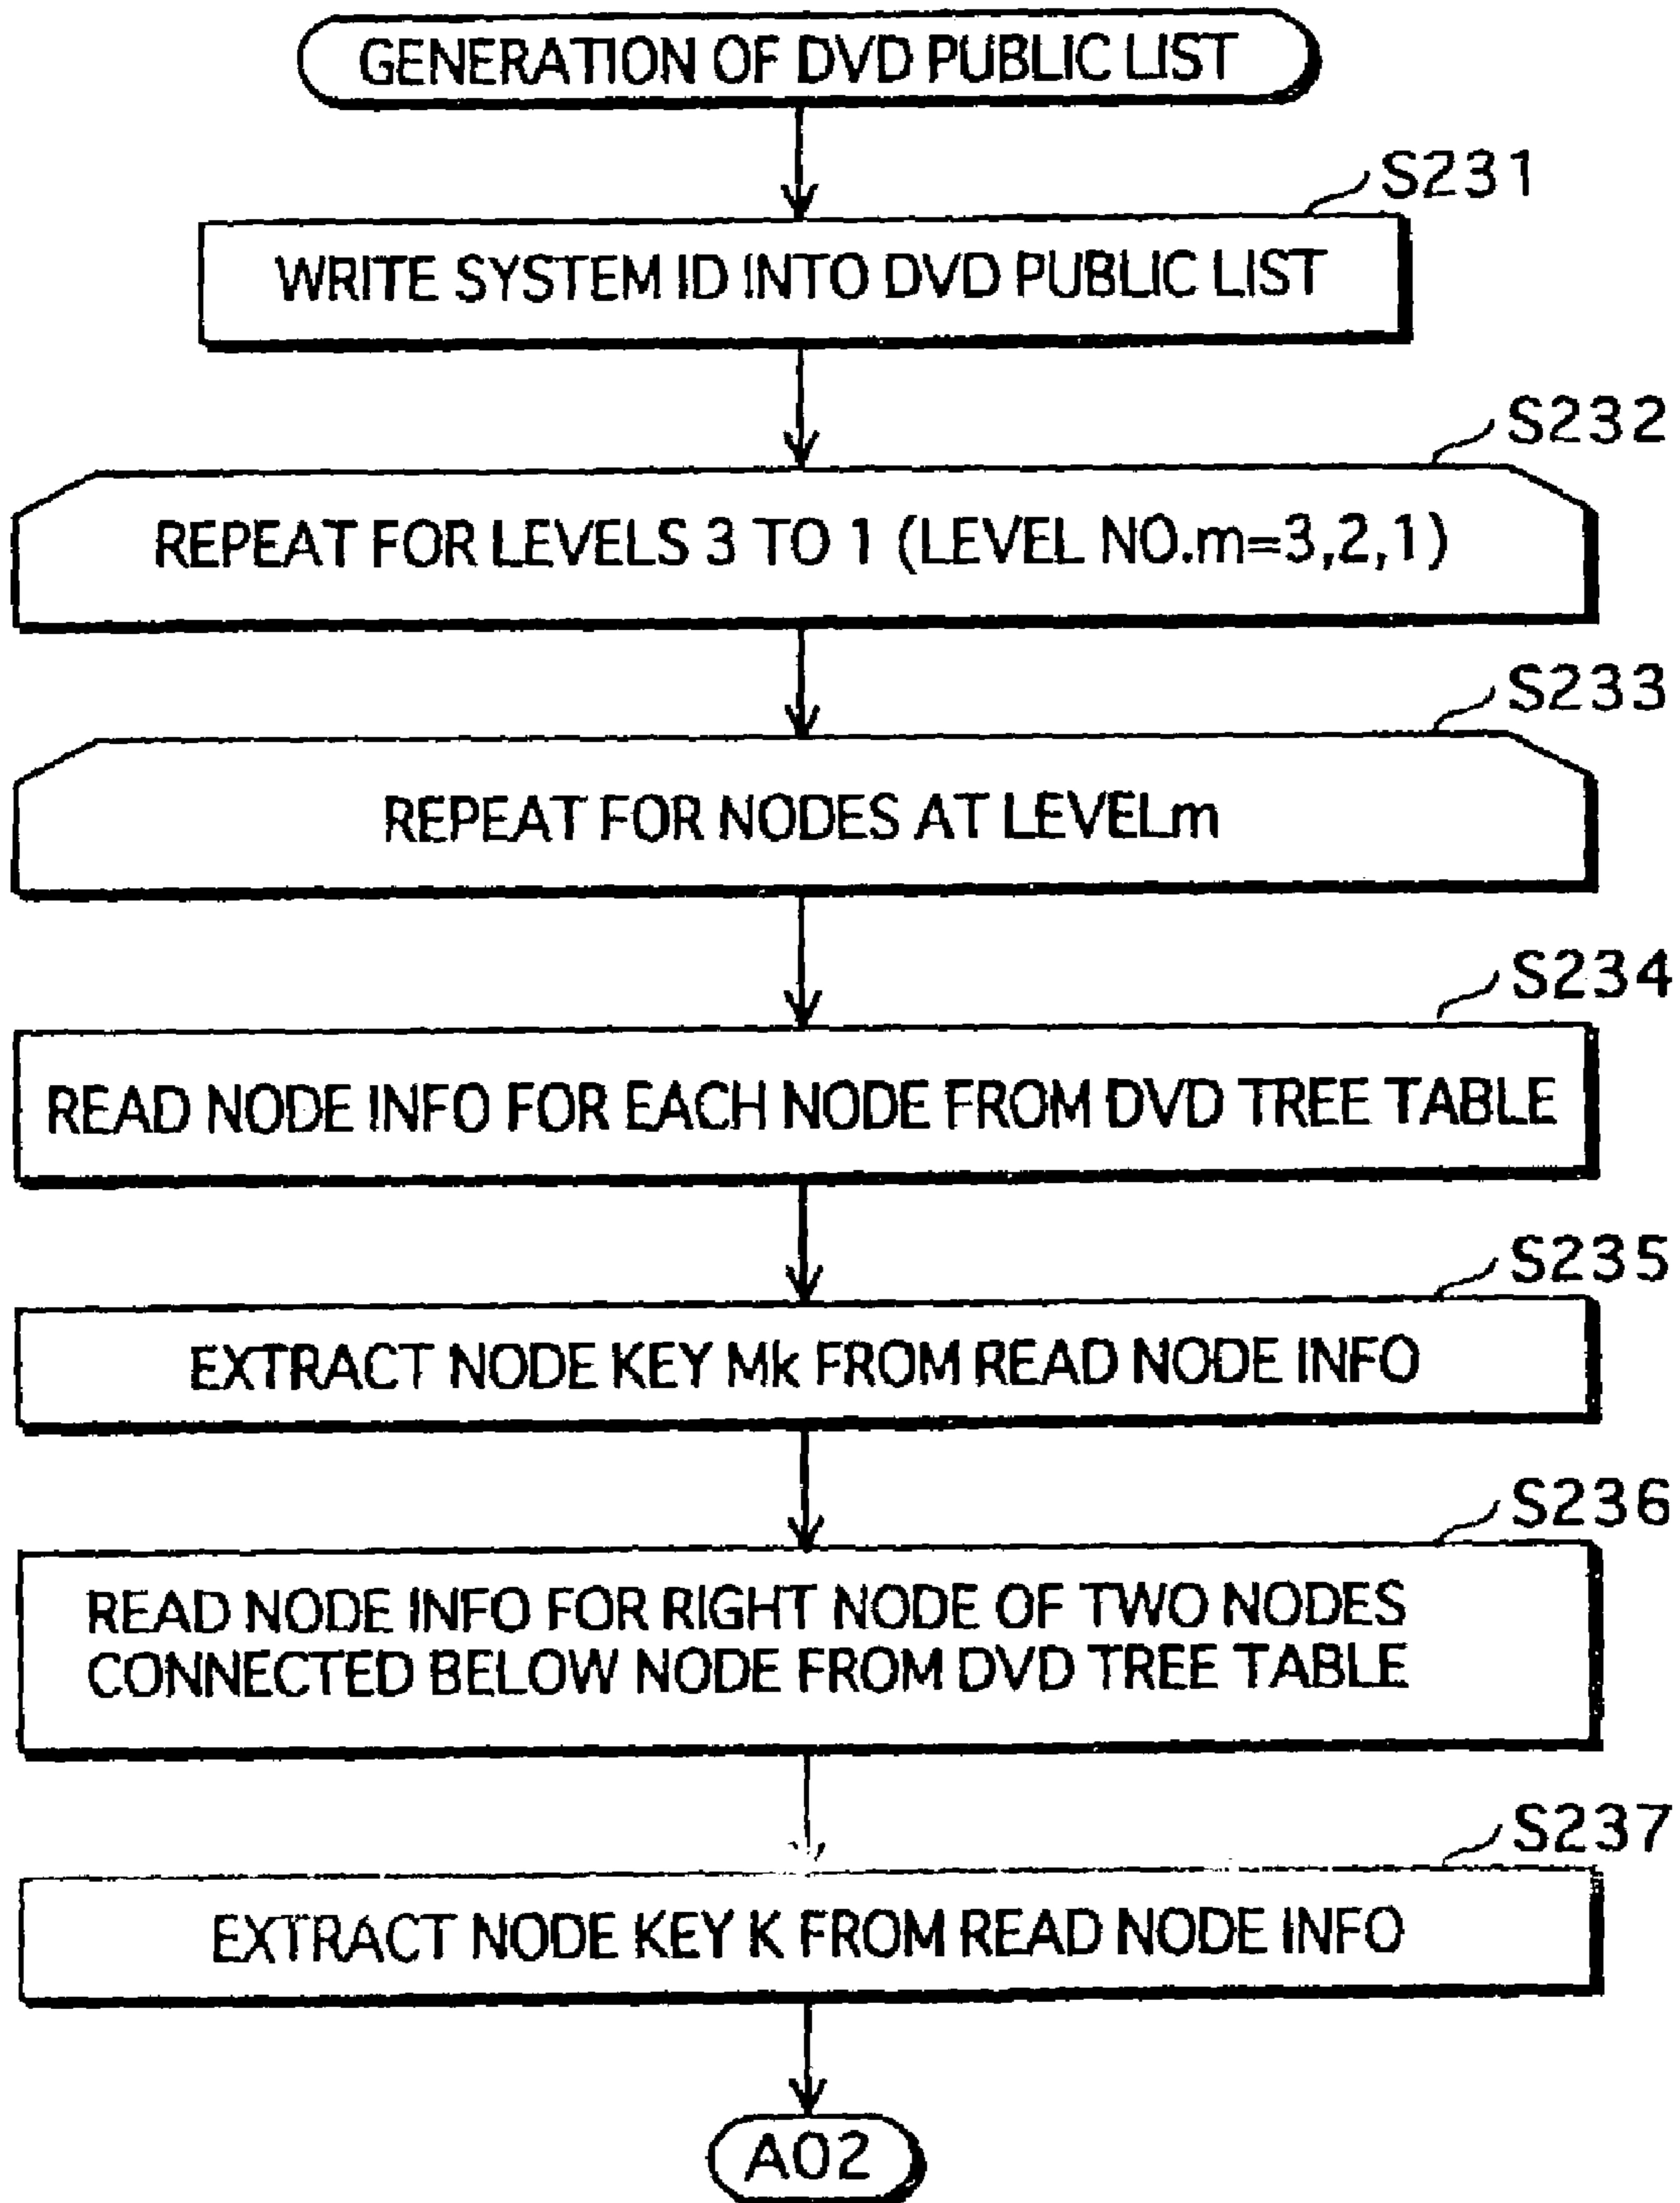 GENERATION OF DVD PUBLIC LIST
S231
WRITE SYSTEM ID INTO DVD PUBLIC LIST
S232
REPEAT FOR LEVELS 3 TO 1 (LEVEL NO.m=3,2,1)
S233
REPEAT FOR NODES AT LEVELm
S234
READ NODE INFO FOR EACH NODE FROM DVD TREE TABLE
S235
EXTRACT NODE KEY Mk FROM READ NODE INFO
S236
READ NODE INFO FOR RIGHT NODE OF TWO NODES
CONNECTED BELOW NODE FROM DVD TREE TABLE
S237
EXTRACT NODE KEY K FROM READ NODE INFO
A02